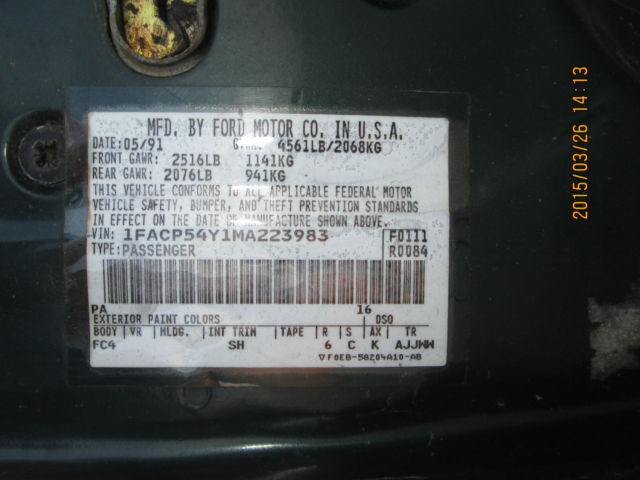 MFD. BY FORD MOTOR CO. IN U.S.A.
DATE: 05/91 GVWR: 4561LB/2068KG
FRONT GAWR: 2516LB 1141KG
REAR GAWR: 2076LB 941KG
THIS VEHICLE CONFORMS TO ALL APPLICABLE FEDERAL MOTOR
VEHICLE SAFETY, BUMPER, AND THEFT PREVENTION STANDARDS
IN EFFECT ON THE DATE OF MANUFACTURE SHOWN ABOVE.
VIN: 1FACP54Y1MA223983 F0111
TYPE: PASSENGER R0084
PA 16
EXTERIOR PAINT COLORS DSO
BODY VR MLDG. INT TRIM TAPE R S AX TR
FC4 SH 6 C K AJJWW
▽F0EB-58204A10-AB
2015/03/26 14:13